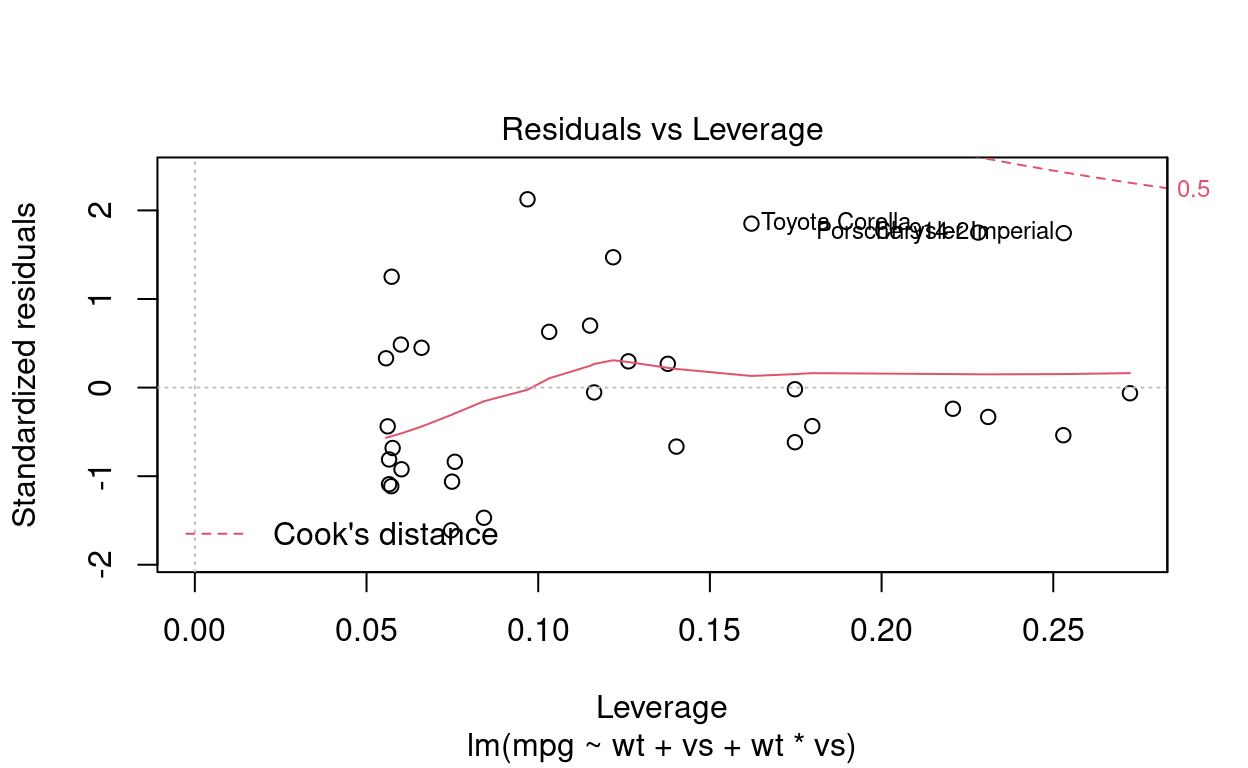 Residuals vs Leverage
Standardized residuals
2
1
0
-1
-2
0.5
Toyota Corolla
Porsche 914-2
Chrysler Imperial
Cook's distance
0.00 0.05 0.10 0.15 0.20 0.25
Leverage
lm(mpg ~ wt + vs + wt * vs)